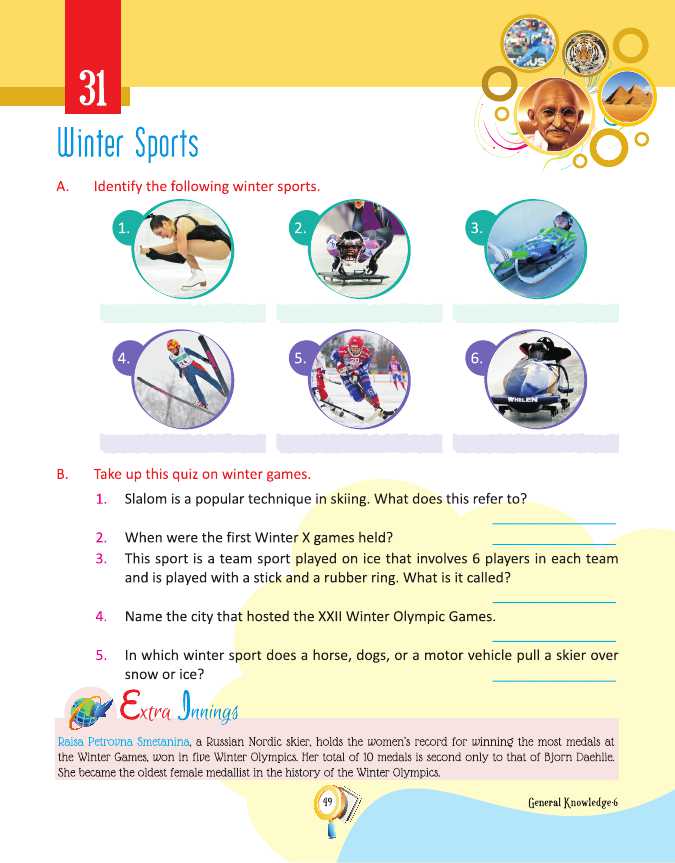 31
Winter Sports
A. Identify the following winter sports.
1. 2. 3.
4. 5. 6.
WHELEN
B. Take up this quiz on winter games.
1. Slalom is a popular technique in skiing. What does this refer to?
2. When were the first Winter X games held?
3. This sport is a team sport played on ice that involves 6 players in each team
and is played with a stick and a rubber ring. What is it called?
4. Name the city that hosted the XXII Winter Olympic Games.
5. In which winter sport does a horse, dogs, or a motor vehicle pull a skier over
snow or ice?
Extra Innings
Raisa Petrovna Smetanina, a Russian Nordic skier, holds the women's record for winning the most medals at
the Winter Games, won in five Winter Olympics. Her total of 10 medals is second only to that of Bjorn Daehlie.
She became the oldest female medallist in the history of the Winter Olympics.
49
General Knowledge-6